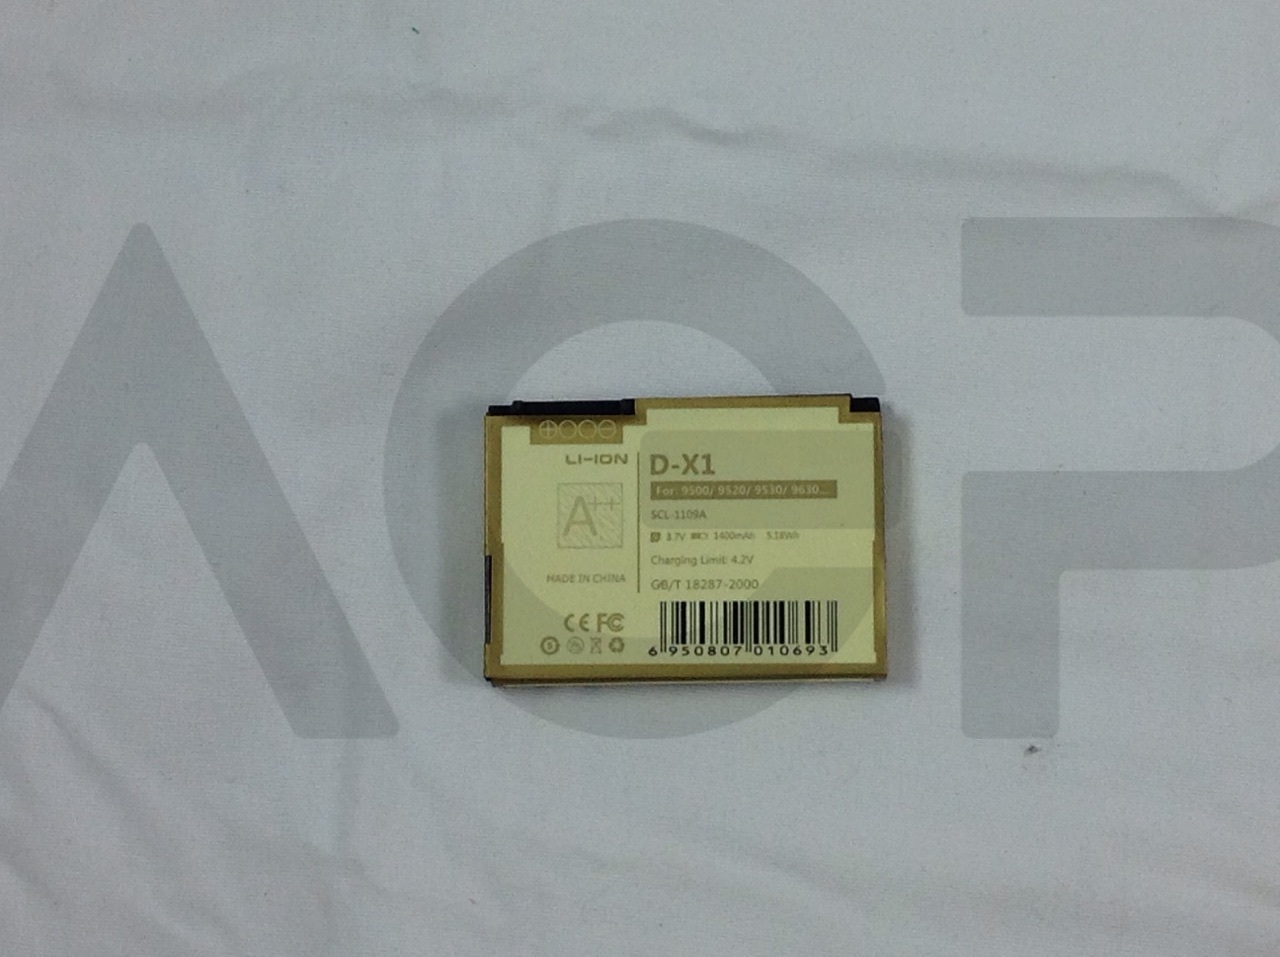 AGP
LI-ION
A++
MADE IN CHINA
CE FC
D-X1
For: 9500/ 9520/ 9530/ 9630...
SCL-1109A
3.7V 1400mAh 5.18Wh
Charging Limit: 4.2V
GB/T 18287-2000
6 950807 010693